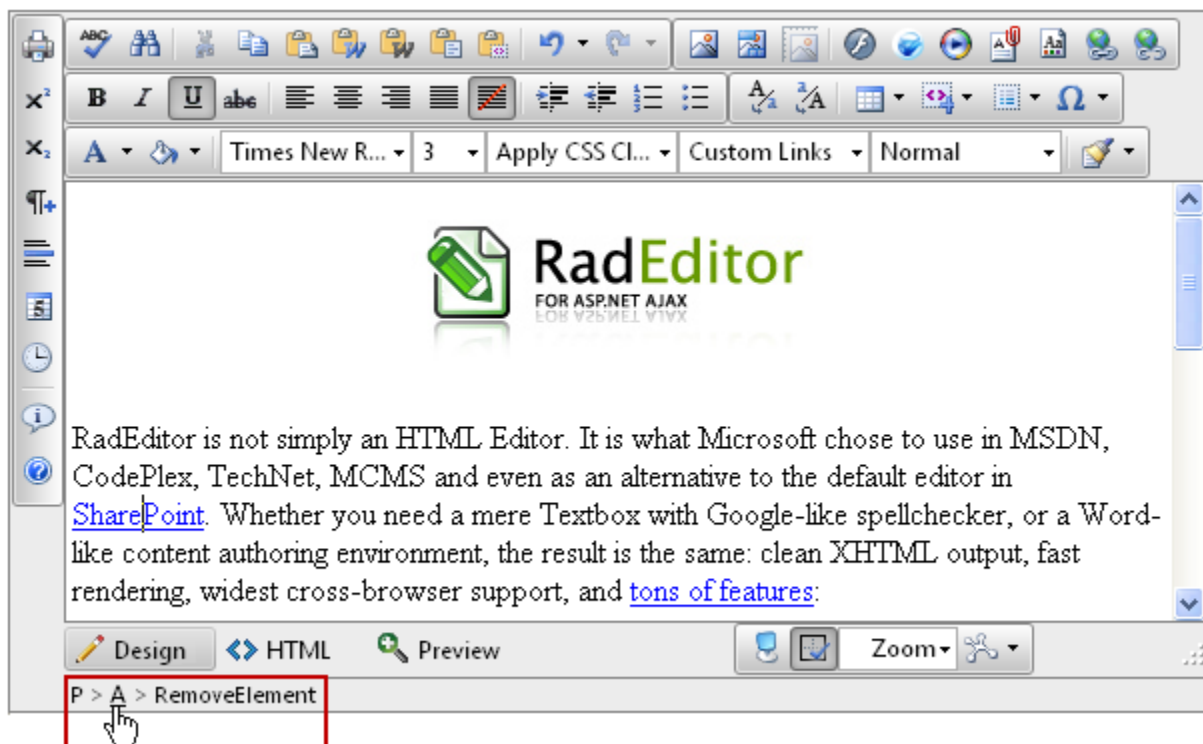 ABC
B I U abc
A Times New R... 3 Apply CSS Cl... Custom Links Normal
RadEditor
FOR ASP.NET AJAX
RadEditor is not simply an HTML Editor. It is what Microsoft chose to use in MSDN,
CodePlex, TechNet, MCMS and even as an alternative to the default editor in
SharePoint. Whether you need a mere Textbox with Google-like spellchecker, or a Word-
like content authoring environment, the result is the same: clean XHTML output, fast
rendering, widest cross-browser support, and tons of features:
Design HTML Preview Zoom
P > A > RemoveElement